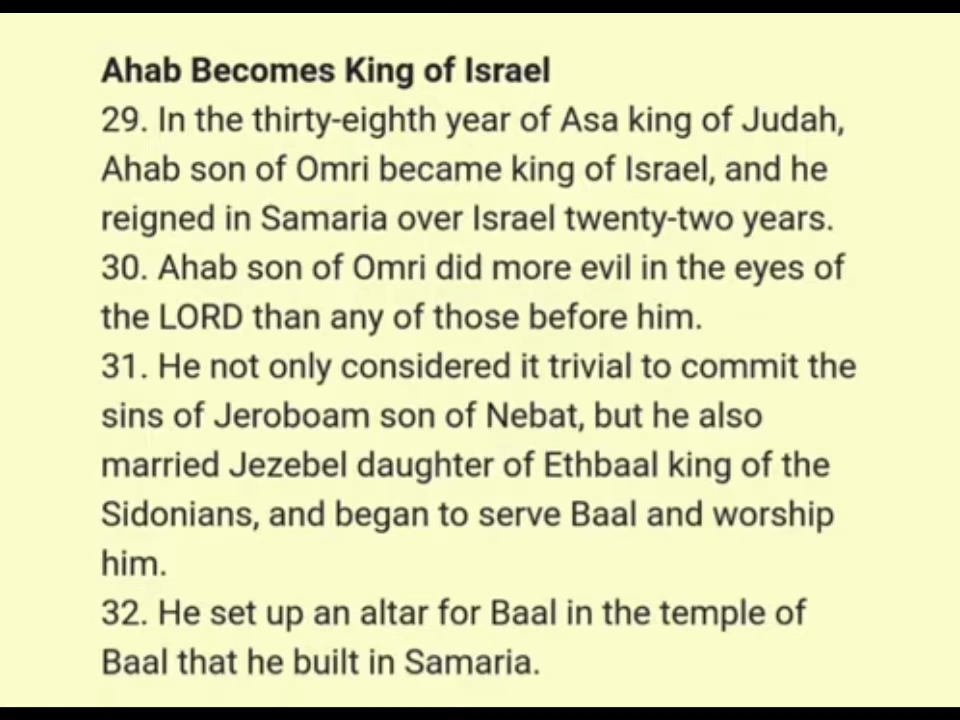 Ahab Becomes King of Israel
29. In the thirty-eighth year of Asa king of Judah,
Ahab son of Omri became king of Israel, and he
reigned in Samaria over Israel twenty-two years.
30. Ahab son of Omri did more evil in the eyes of
the LORD than any of those before him.
31. He not only considered it trivial to commit the
sins of Jeroboam son of Nebat, but he also
married Jezebel daughter of Ethbaal king of the
Sidonians, and began to serve Baal and worship
him.
32. He set up an altar for Baal in the temple of
Baal that he built in Samaria.